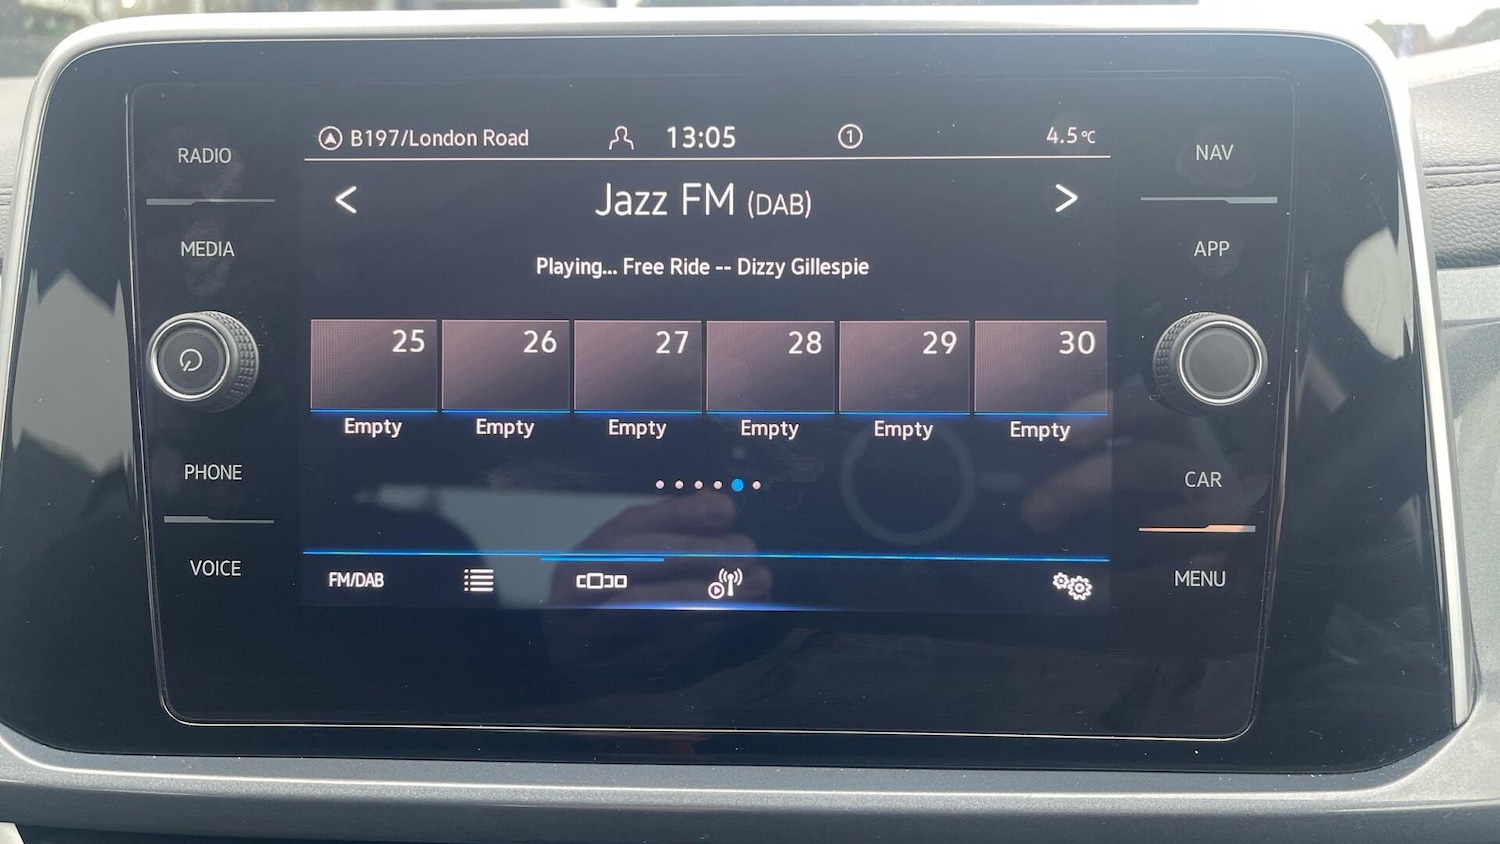 RADIO
MEDIA
PHONE
VOICE
B197/London Road 13:05 1 4.5°C
< Jazz FM (DAB) >
Playing... Free Ride -- Dizzy Gillespie
25 26 27 28 29 30
Empty Empty Empty Empty Empty Empty
FM/DAB
NAV
APP
CAR
MENU